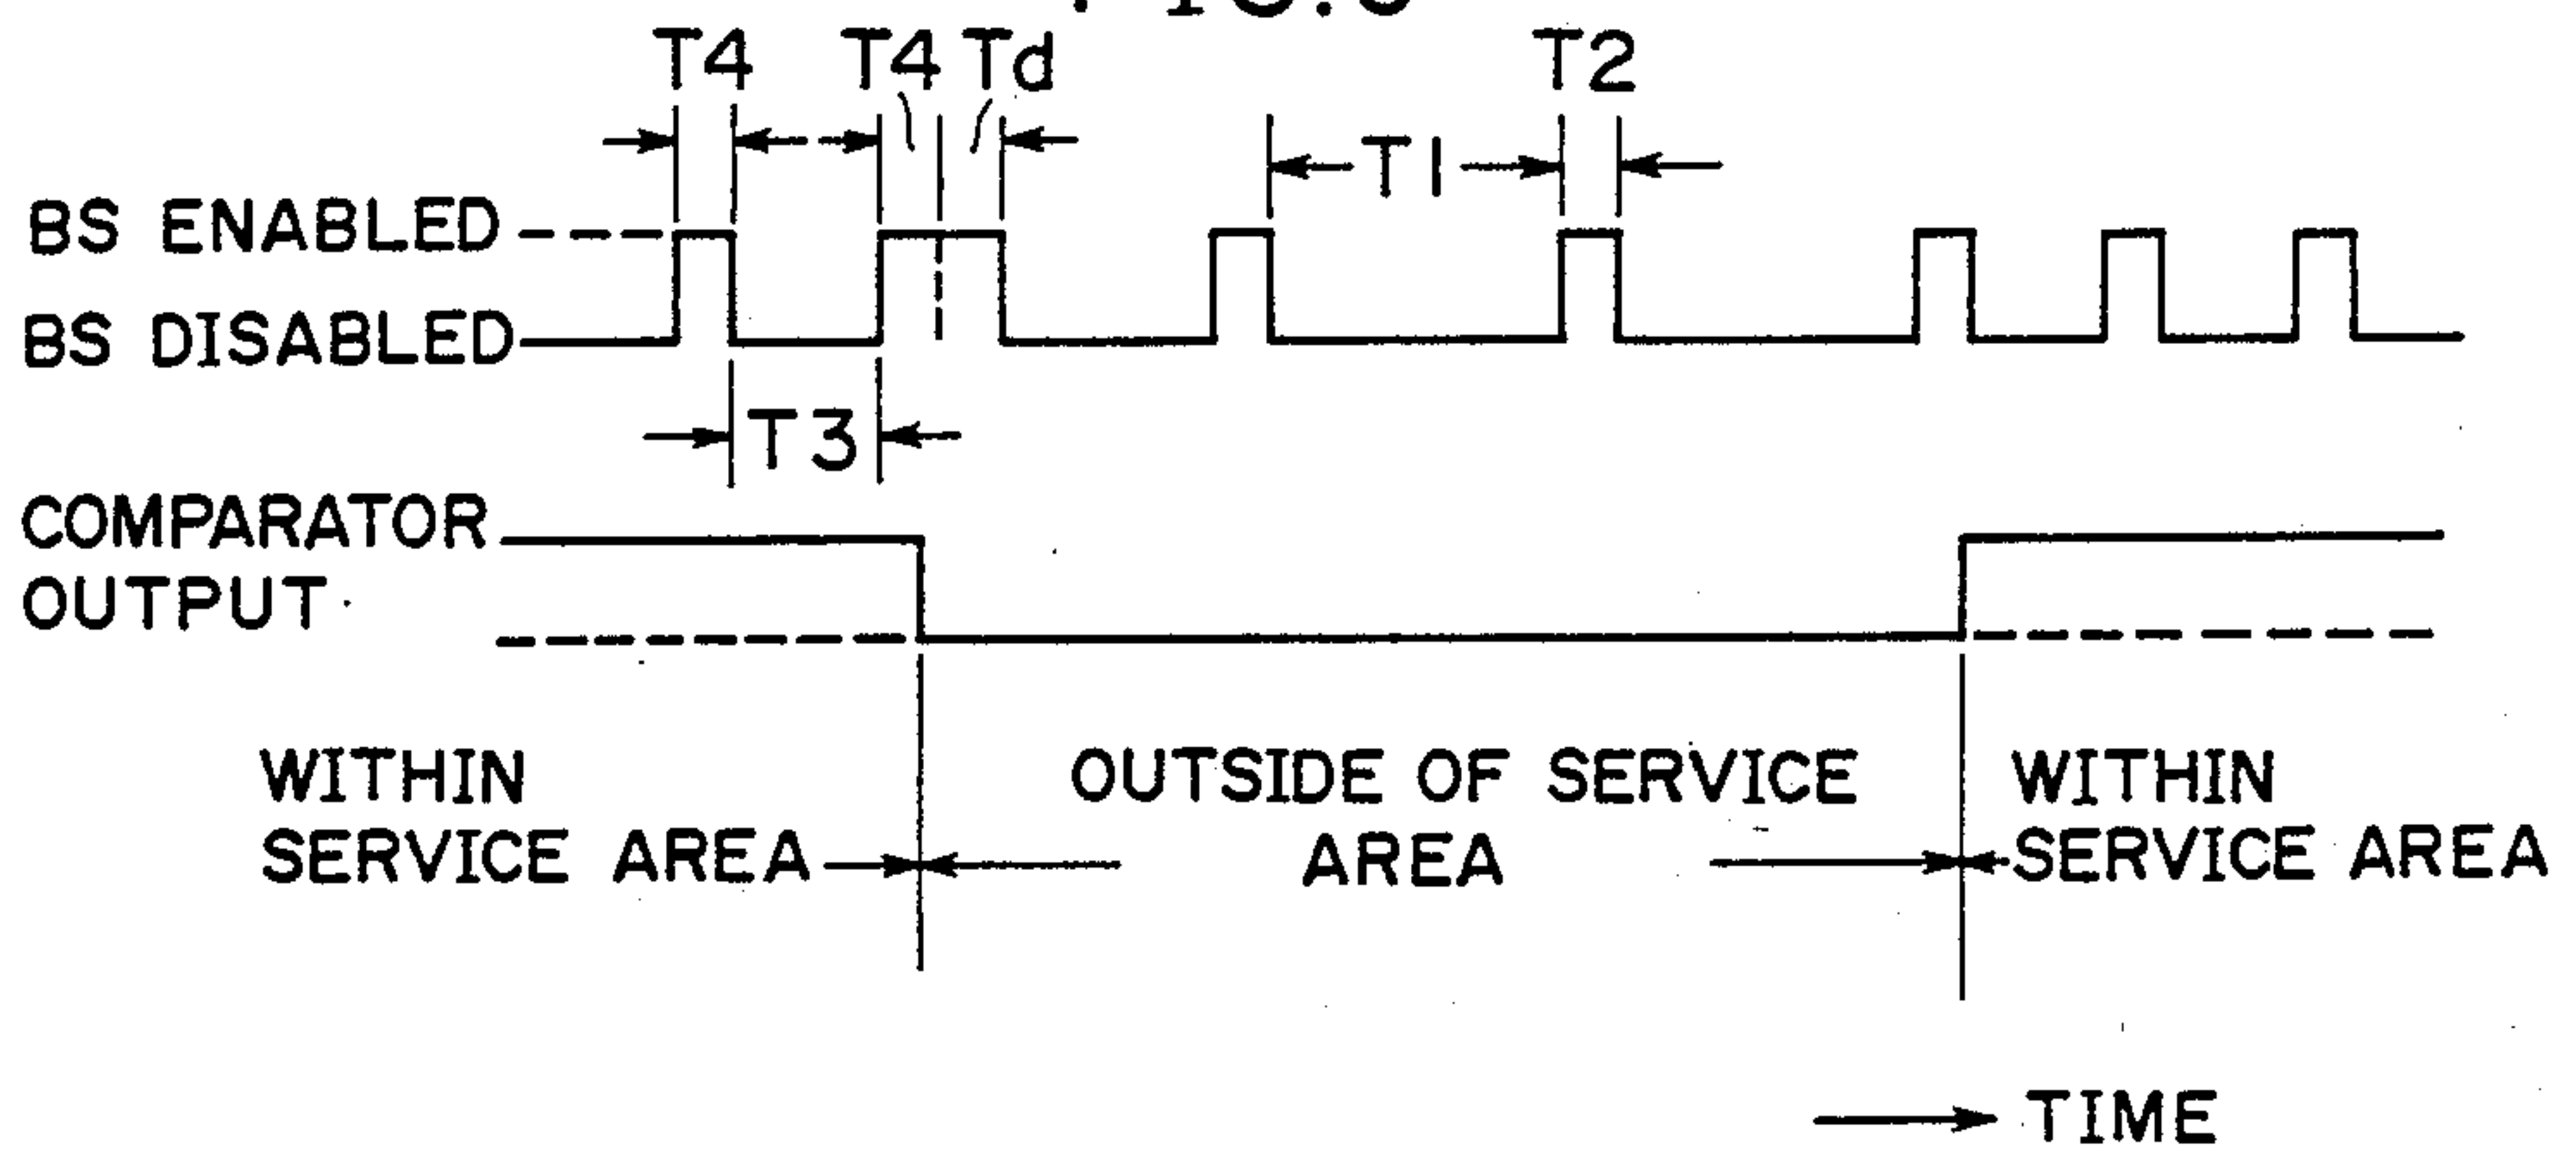 T4 T4 Td T2
T1
BS ENABLED
BS DISABLED
T3
COMPARATOR
OUTPUT
WITHIN
SERVICE AREA
OUTSIDE OF SERVICE
AREA
WITHIN
SERVICE AREA
TIME